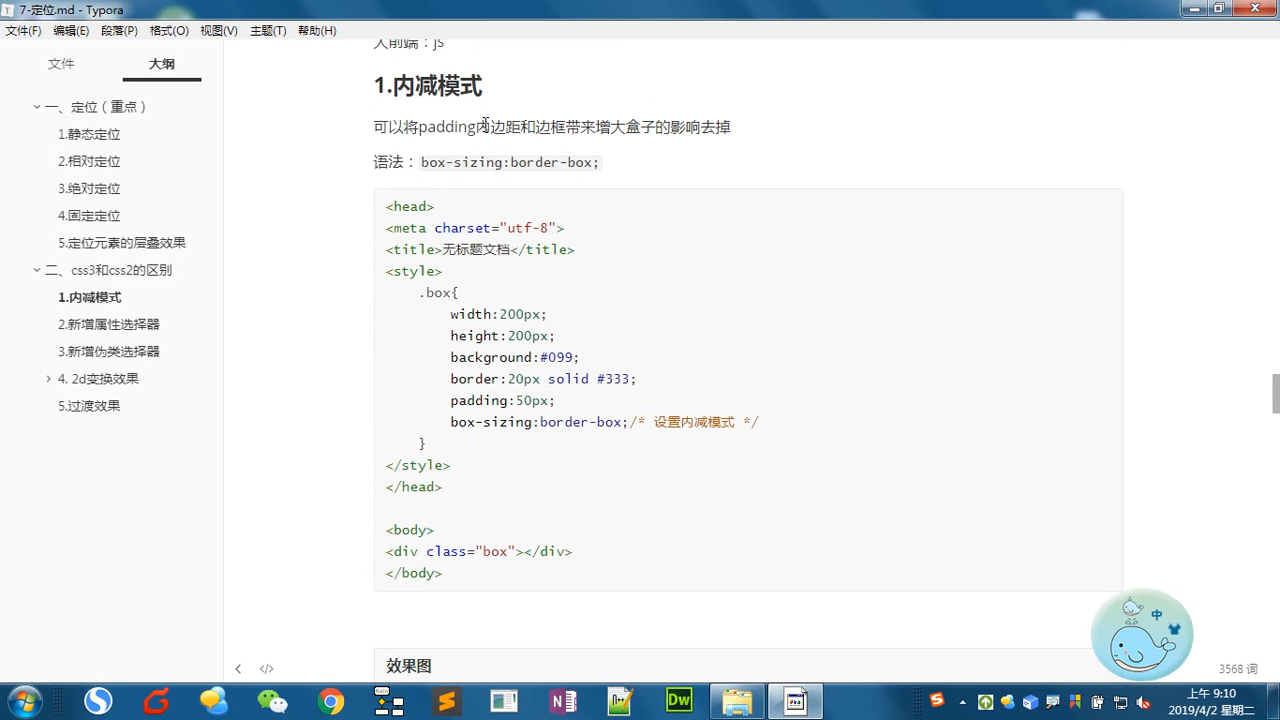 7-定位.md - Typora
文件(F) 编辑(E) 段落(P) 格式(O) 视图(V) 主题(T) 帮助(H)
文件 大纲
一、定位（重点）
1.静态定位
2.相对定位
3.绝对定位
4.固定定位
5.定位元素的层叠效果
二、css3和css2的区别
1.内减模式
2.新增属性选择器
3.新增伪类选择器
4. 2d变换效果
5.过渡效果
大前端：js
1.内减模式
可以将padding内边距和边框带来增大盒子的影响去掉
语法：box-sizing:border-box;
<head>
<meta charset="utf-8">
<title>无标题文档</title>
<style>
.box{
width:200px;
height:200px;
background:#099;
border:20px solid #333;
padding:50px;
box-sizing:border-box;/* 设置内减模式 */
}
</style>
</head>
<body>
<div class="box"></div>
</body>
效果图
中
3568 词
Dw
上午 9:10
2019/4/2 星期二